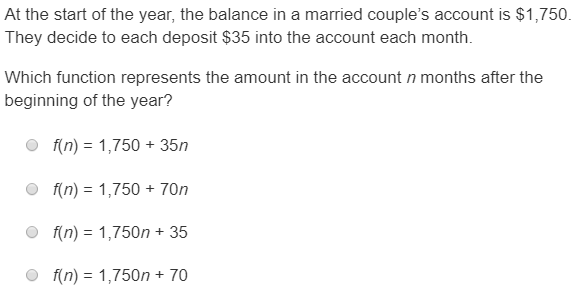 At the start of the year, the balance in a married couple’s account is $1,750.
They decide to each deposit $35 into the account each month.
Which function represents the amount in the account n months after the
beginning of the year?
f(n) = 1,750 + 35n
f(n) = 1,750 + 70n
f(n) = 1,750n + 35
f(n) = 1,750n + 70